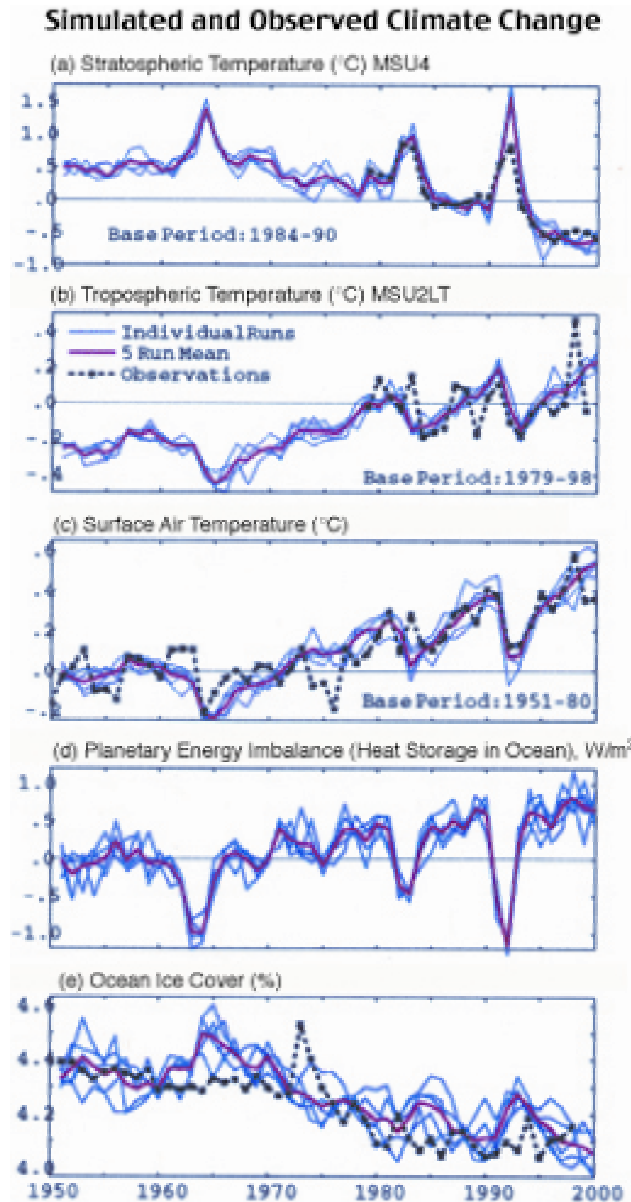 Simulated and Observed Climate Change
(a) Stratospheric Temperature (°C) MSU4
1.5
1.0
.5
.0
-.5
-1.0
Base Period:1984-90
(b) Tropospheric Temperature (°C) MSU2LT
.4
.2
.0
-.2
-.4
Individual Runs
5 Run Mean
Observations
Base Period:1979-98
(c) Surface Air Temperature (°C)
.6
.4
.2
.0
-.2
Base Period:1951-80
(d) Planetary Energy Imbalance (Heat Storage in Ocean), W/m²
1.0
.5
.0
-.5
-1.0
(e) Ocean Ice Cover (%)
4.6
4.4
4.2
4.0
1950 1960 1970 1980 1990 2000